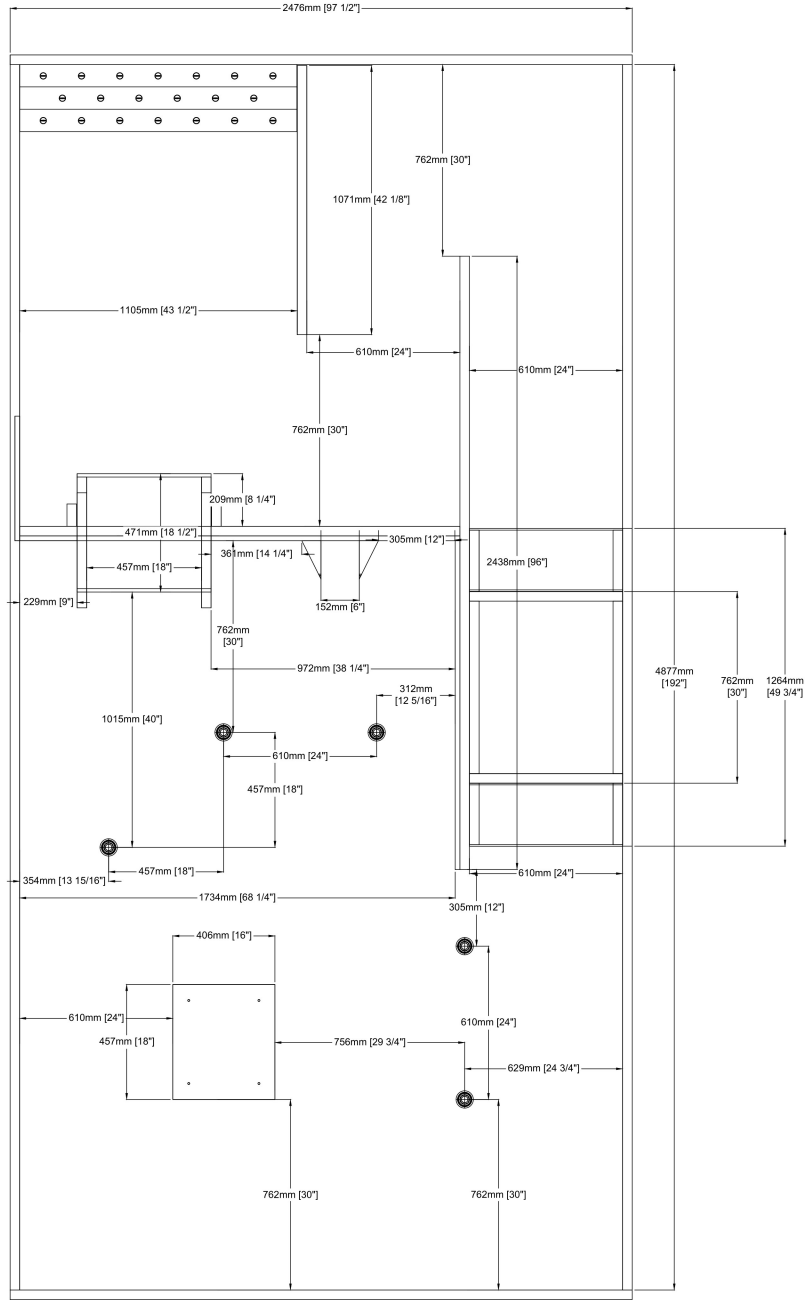 2476mm [97 1/2"]
762mm [30"]
1071mm [42 1/8"]
1105mm [43 1/2"]
610mm [24"]
610mm [24"]
762mm [30"]
209mm [8 1/4"]
471mm [18 1/2"]
305mm [12"]
361mm [14 1/4"]
2438mm [96"]
457mm [18"]
229mm [9"]
152mm [6"]
762mm
[30"]
972mm [38 1/4"]
4877mm
[192"]
762mm
[30"]
1264mm
[49 3/4"]
312mm
[12 5/16"]
1015mm [40"]
610mm [24"]
457mm [18"]
457mm [18"]
610mm [24"]
354mm [13 15/16"]
1734mm [68 1/4"]
305mm [12"]
406mm [16"]
610mm [24"]
610mm [24"]
457mm [18"]
756mm [29 3/4"]
629mm [24 3/4"]
762mm [30"]
762mm [30"]